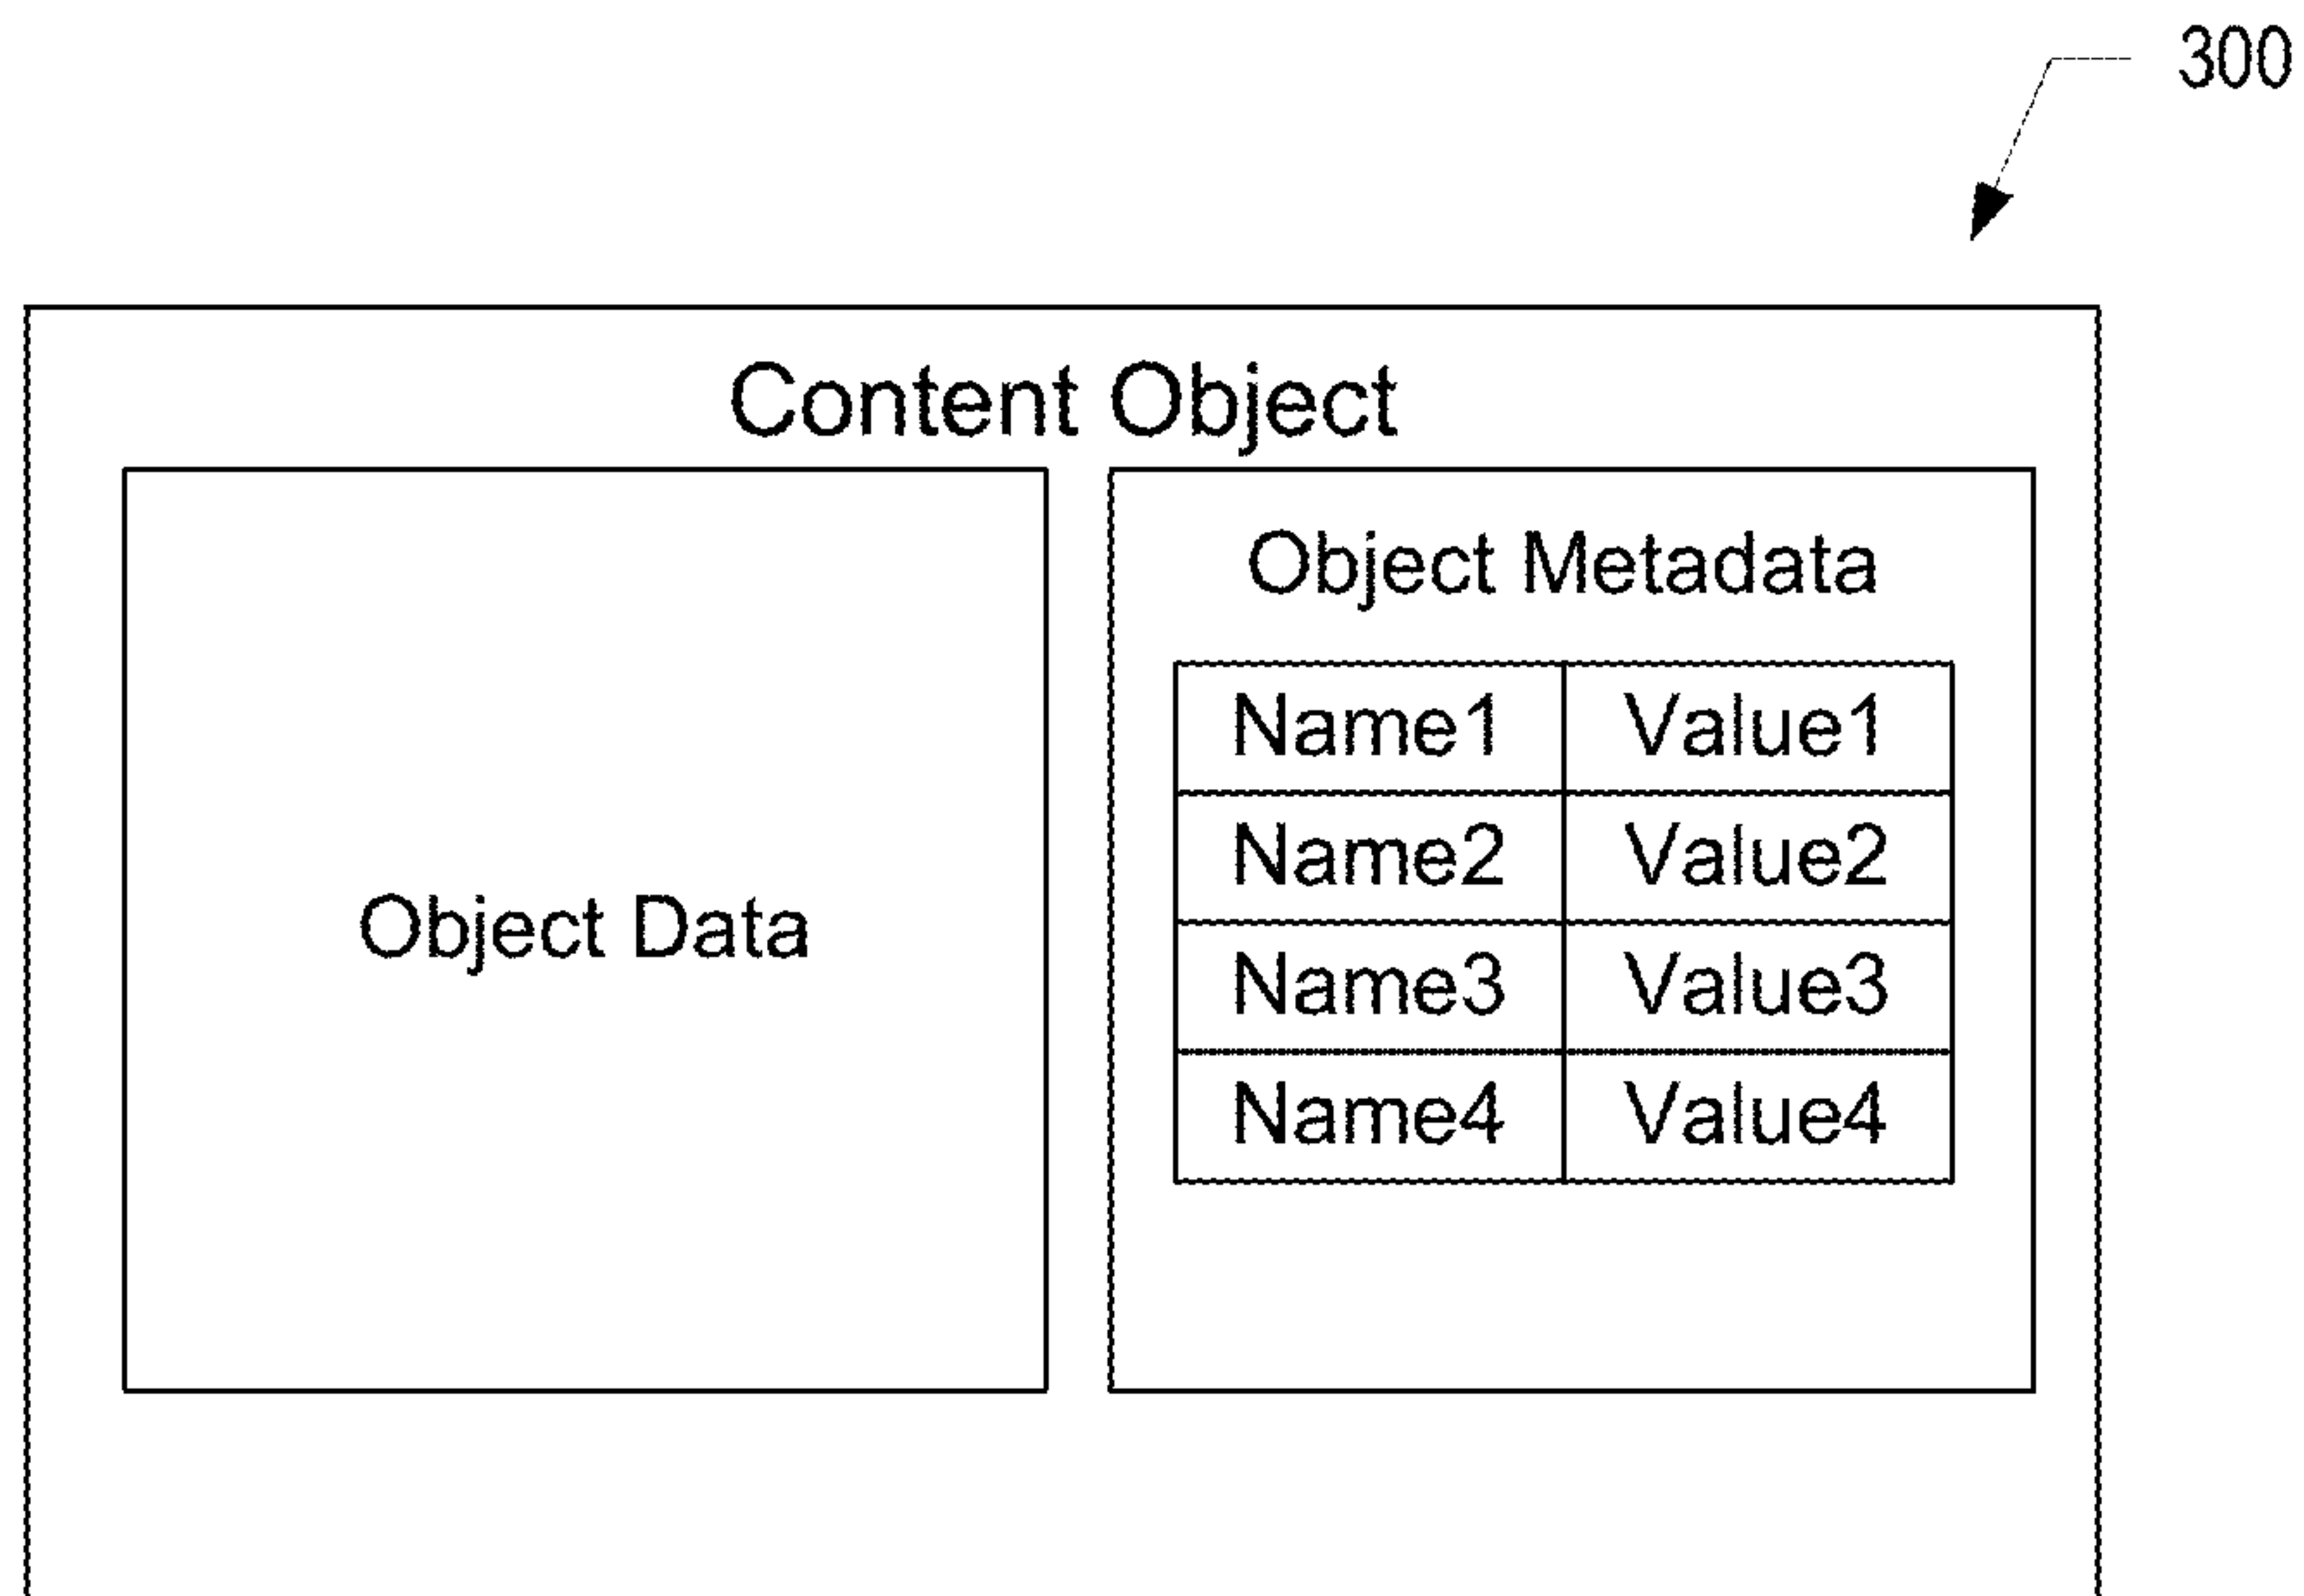 300
Content Object
Object Data
Object Metadata
Name1 Value1
Name2 Value2
Name3 Value3
Name4 Value4